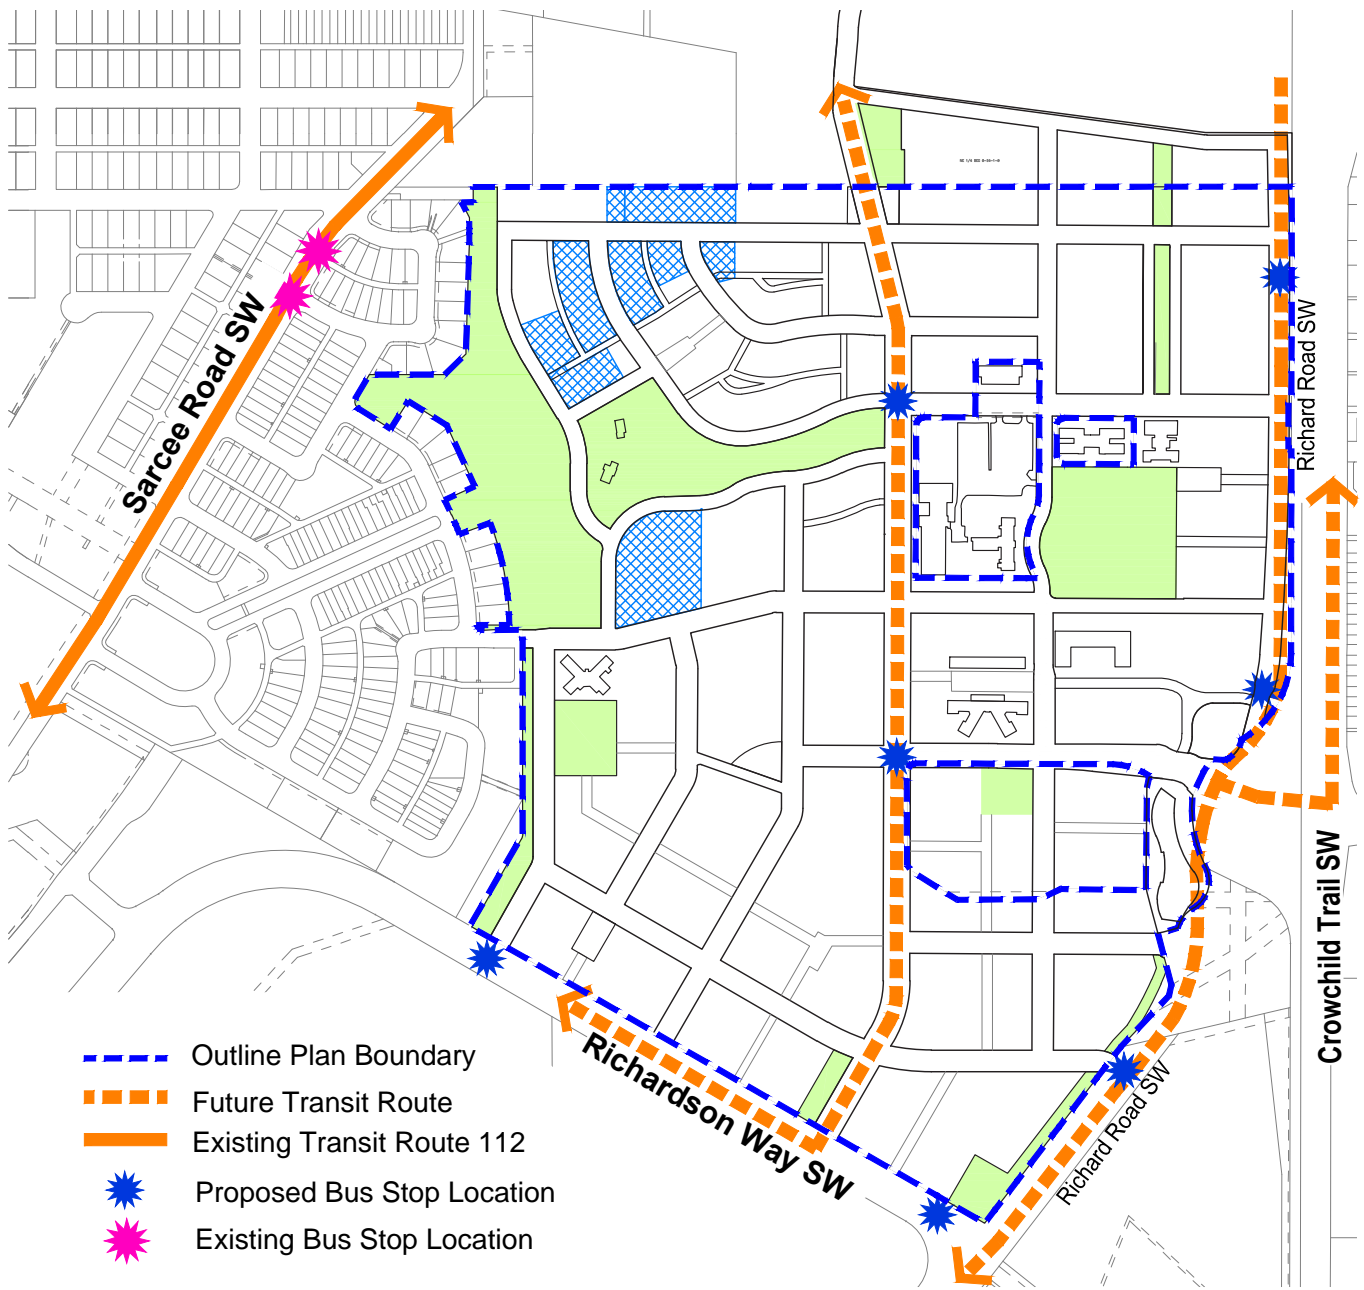 Sarcee Road SW
Richard Road SW
Crowchild Trail SW
Richardson Way SW
Richard Road SW
Outline Plan Boundary
Future Transit Route
Existing Transit Route 112
Proposed Bus Stop Location
Existing Bus Stop Location